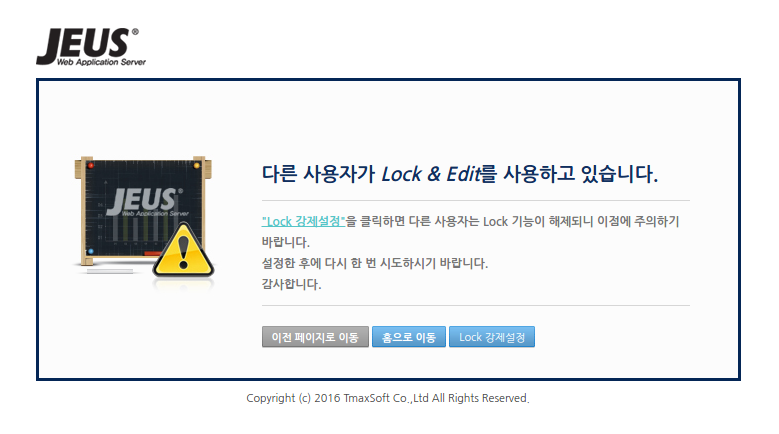 JEUS®
Web Application Server
JEUS®
Web Application Server
다른 사용자가 Lock & Edit를 사용하고 있습니다.
"Lock 강제설정"을 클릭하면 다른 사용자는 Lock 기능이 해제되니 이점에 주의하기
바랍니다.
설정한 후에 다시 한 번 시도하시기 바랍니다.
감사합니다.
이전 페이지로 이동 홈으로 이동 Lock 강제설정
Copyright (c) 2016 TmaxSoft Co.,Ltd All Rights Reserved.